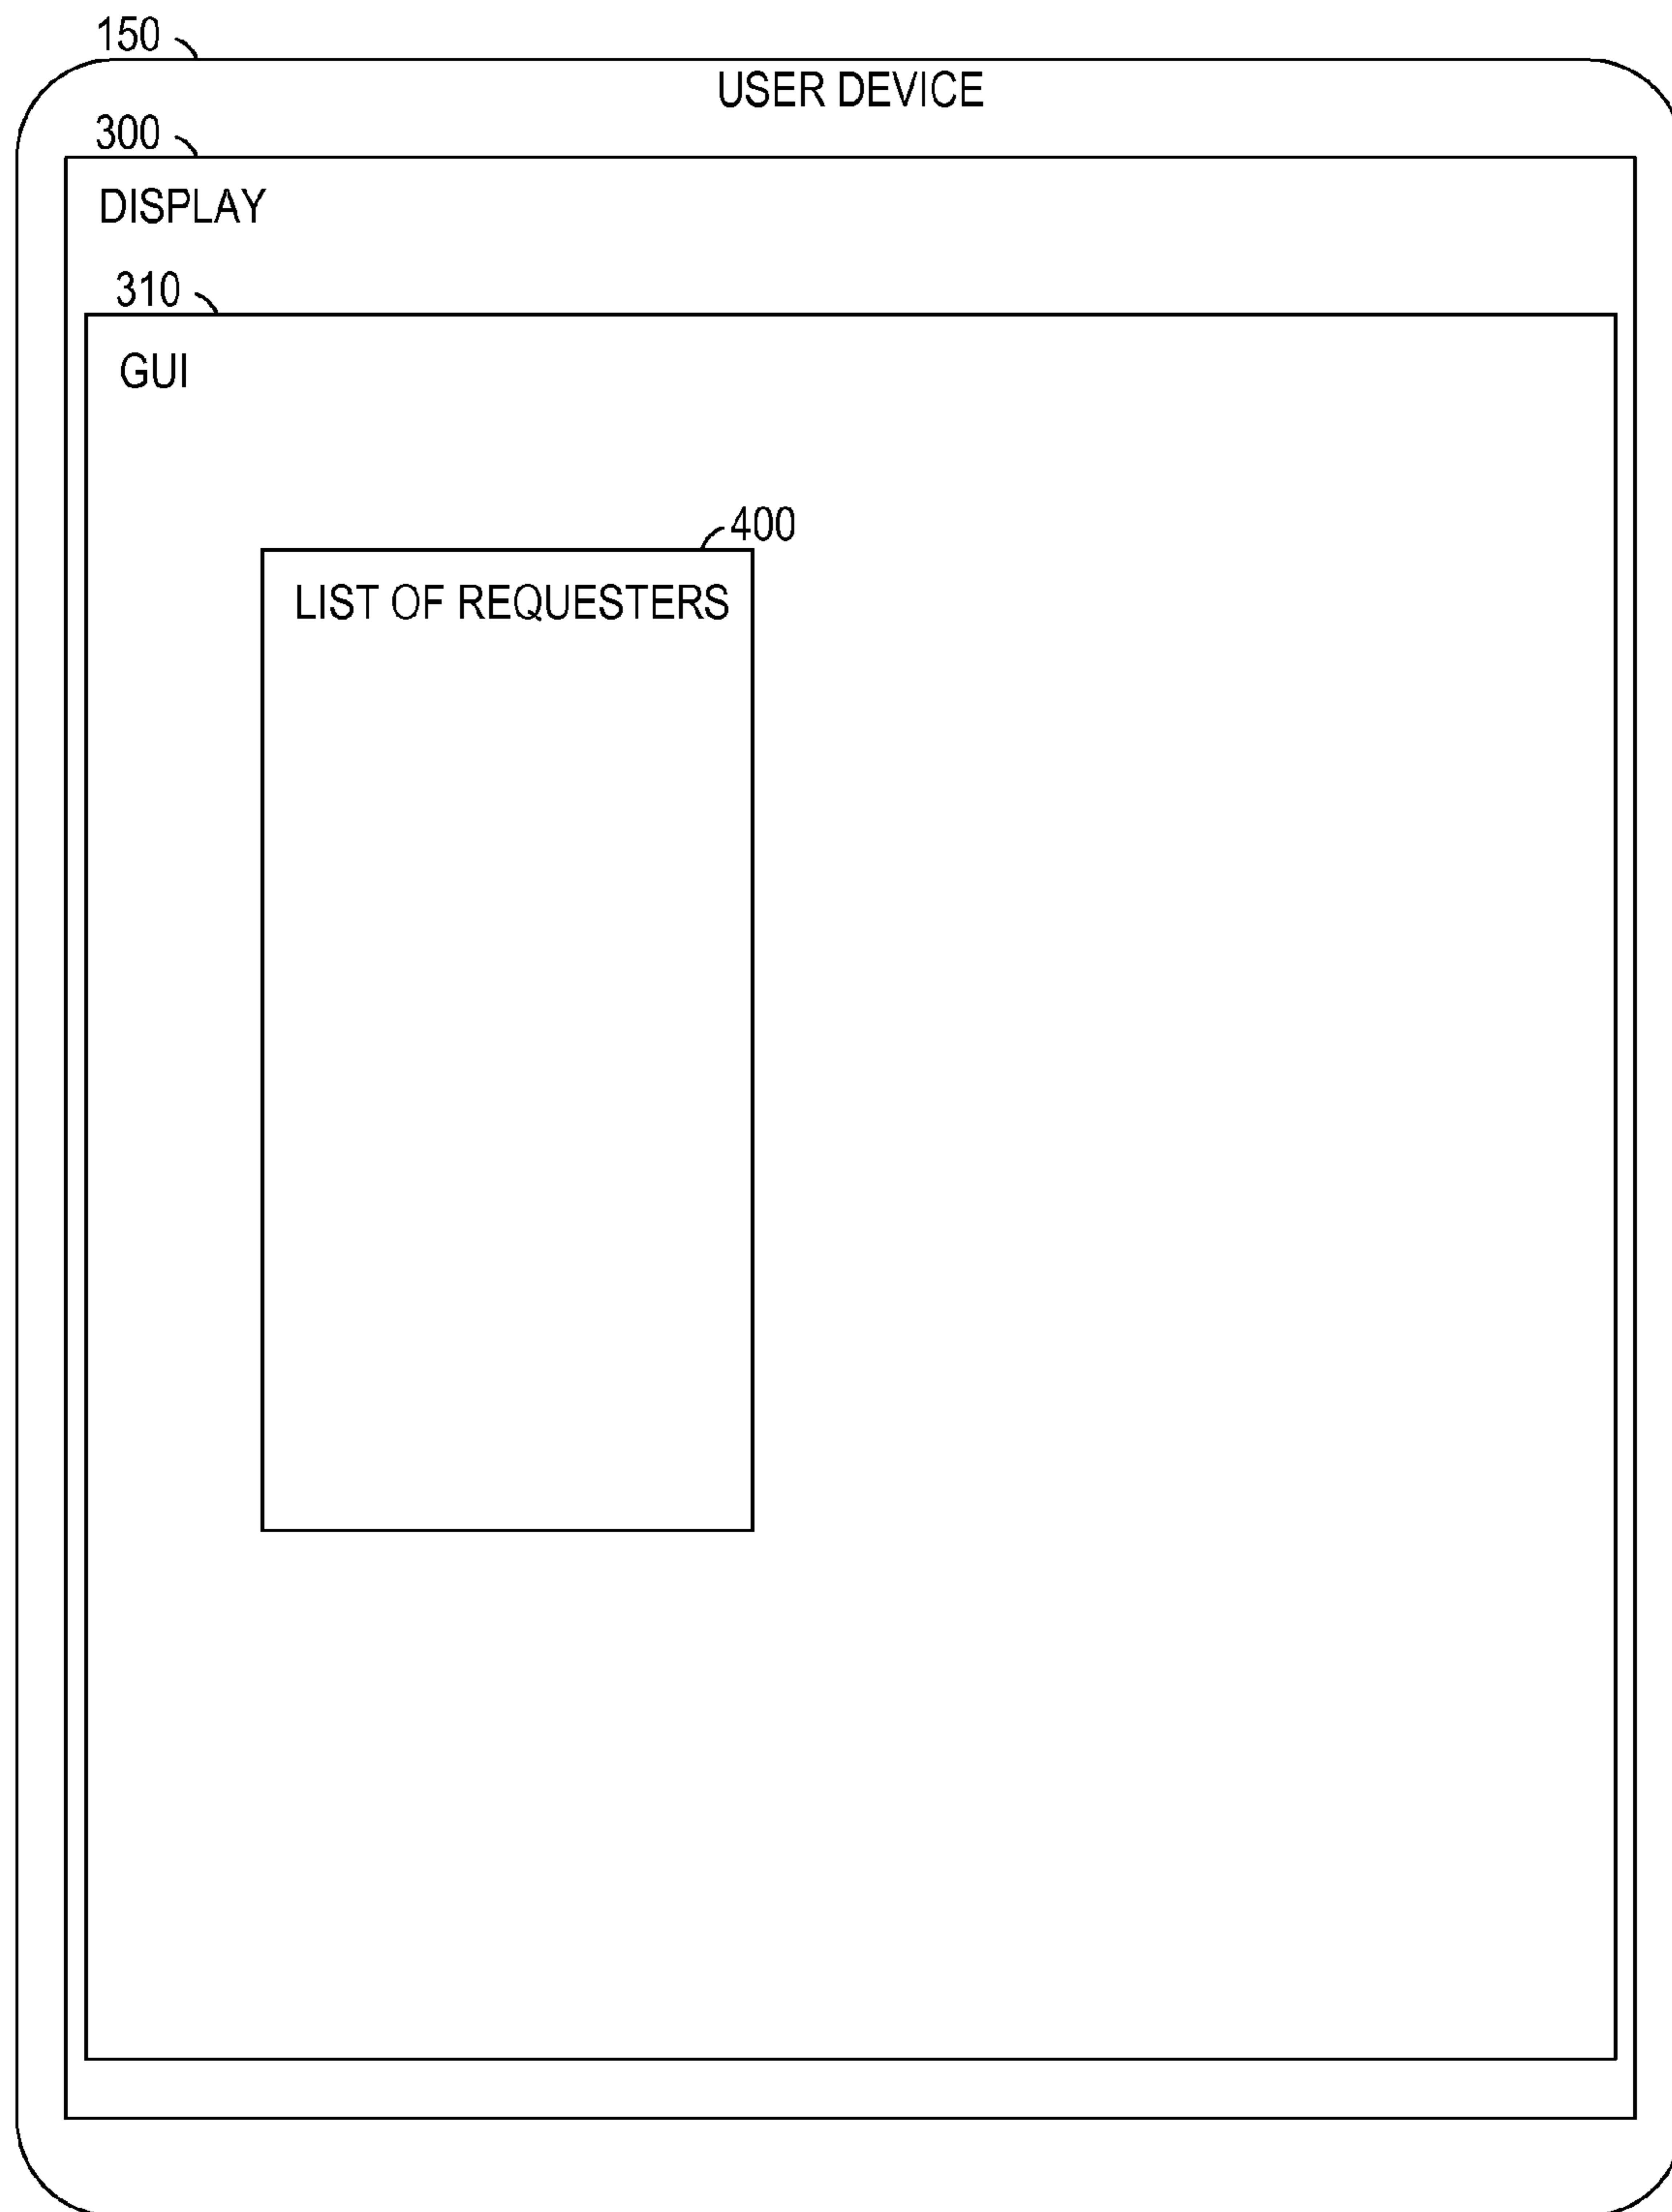 150
USER DEVICE
300
DISPLAY
310
GUI
400
LIST OF REQUESTERS